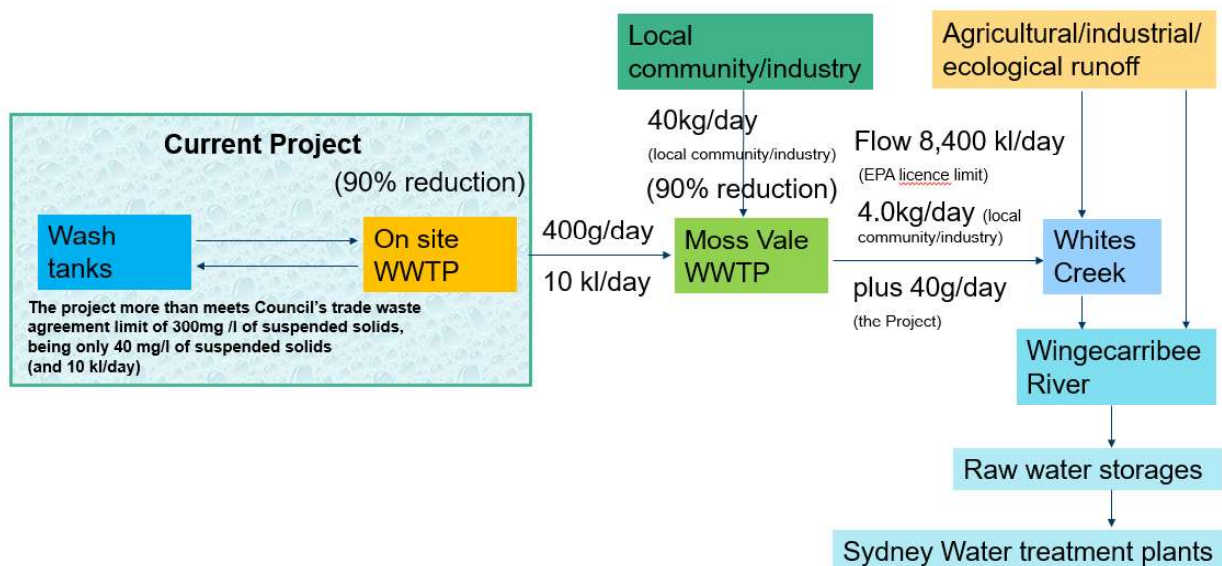 Local
community/industry
Agricultural/industrial/
ecological runoff
Current Project
(90% reduction)
Wash
tanks
On site
WWTP
The project more than meets Council's trade waste
agreement limit of 300mg /l of suspended solids,
being only 40 mg/l of suspended solids
(and 10 kl/day)
400g/day
10 kl/day
40kg/day
(local community/industry)
(90% reduction)
Moss Vale
WWTP
Flow 8,400 kl/day
(EPA licence limit)
4.0kg/day (local
community/industry)
plus 40g/day
(the Project)
Whites
Creek
Wingecarribee
River
Raw water storages
Sydney Water treatment plants